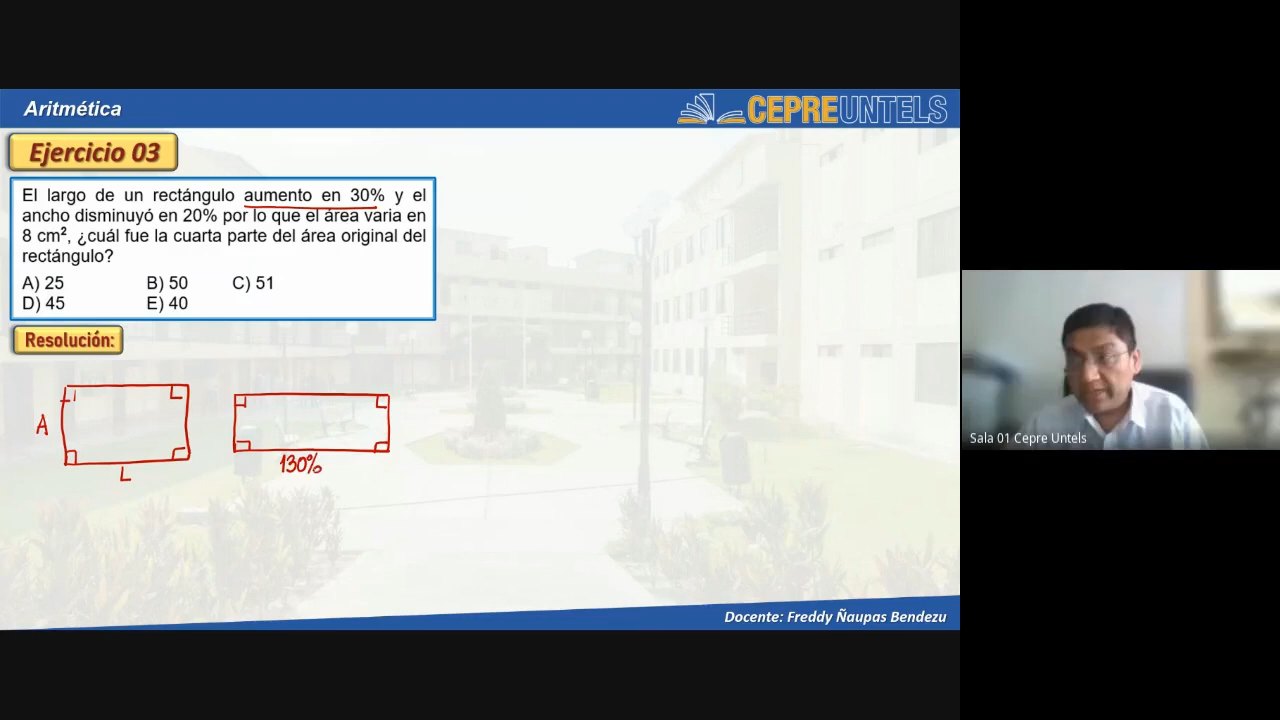 Aritmética
CEPREUNTELS
Ejercicio 03
El largo de un rectángulo aumento en 30% y el
ancho disminuyó en 20% por lo que el área varia en
8 cm², ¿cuál fue la cuarta parte del área original del
rectángulo?
A) 25 B) 50 C) 51
D) 45 E) 40
Resolución:
A
L
130%
Sala 01 Cepre Untels
Docente: Freddy Ñaupas Bendezu